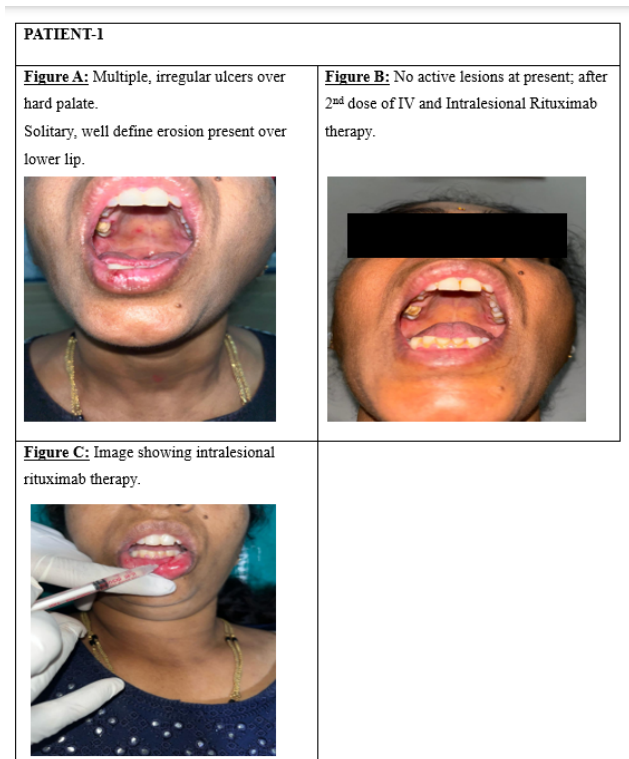 PATIENT-1
Figure A: Multiple, irregular ulcers over
hard palate.
Solitary, well define erosion present over
lower lip.
Figure B: No active lesions at present; after
2nd dose of IV and Intralesional Rituximab
therapy.
Figure C: Image showing intralesional
rituximab therapy.